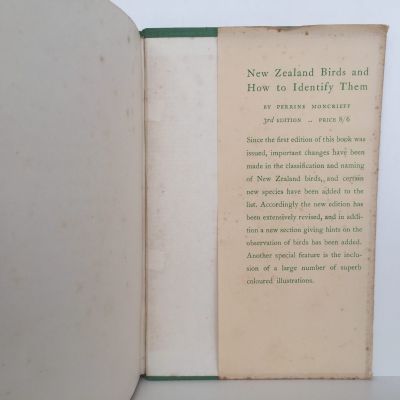 New Zealand Birds and
How to Identify Them
BY PERRINE MONCRIEFF
3rd EDITION .. PRICE 8/6
Since the first edition of this book was
issued, important changes have been
made in the classification and naming
of New Zealand birds, and certain
new species have been added to the
list. Accordingly the new edition has
been extensively revised, and in addi-
tion a new section giving hints on the
observation of birds has been added.
Another special feature is the inclu-
sion of a large number of superb
coloured illustrations.